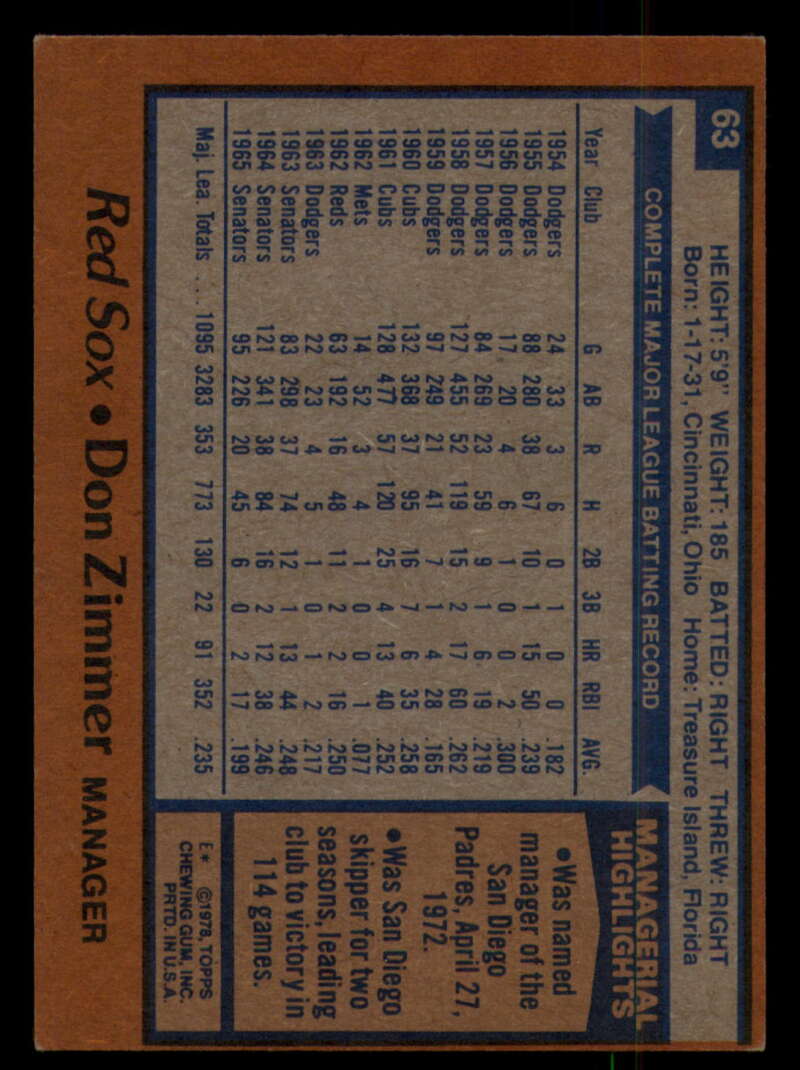 63
HEIGHT: 5'9" WEIGHT: 185 BATTED: RIGHT THREW: RIGHT
Born: 1-17-31, Cincinnati, Ohio Home: Treasure Island, Florida
COMPLETE MAJOR LEAGUE BATTING RECORD
Year Club G AB R H 2B 3B HR RBI AVG.
1954 Dodgers 24 33 3 6 0 1 0 0 .182
1955 Dodgers 88 280 38 67 10 1 15 50 .239
1956 Dodgers 17 20 4 6 1 0 0 2 .300
1957 Dodgers 84 269 23 59 9 1 6 19 .219
1958 Dodgers 127 455 52 119 15 2 17 60 .262
1959 Dodgers 97 249 21 41 7 1 4 28 .165
1960 Cubs 132 368 37 95 16 7 6 35 .258
1961 Cubs 128 477 57 120 25 4 13 40 .252
1962 Mets 14 52 3 4 1 0 0 1 .077
1962 Reds 63 192 16 48 11 2 2 16 .250
1963 Dodgers 22 23 4 5 1 0 1 2 .217
1963 Senators 83 298 37 74 12 1 13 44 .248
1964 Senators 121 341 38 84 16 2 12 38 .246
1965 Senators 95 226 20 45 6 0 2 17 .199
Maj. Lea. Totals ... 1095 3283 353 773 130 22 91 352 .235
MANAGERIAL
HIGHLIGHTS
•Was named
manager of the
San Diego
Padres, April 27,
1972.
•Was San Diego
skipper for two
seasons, leading
club to victory in
114 games.
E* ©1978, TOPPS
CHEWING GUM, INC.
PRTD. IN U.S.A.
Red Sox • Don Zimmer MANAGER